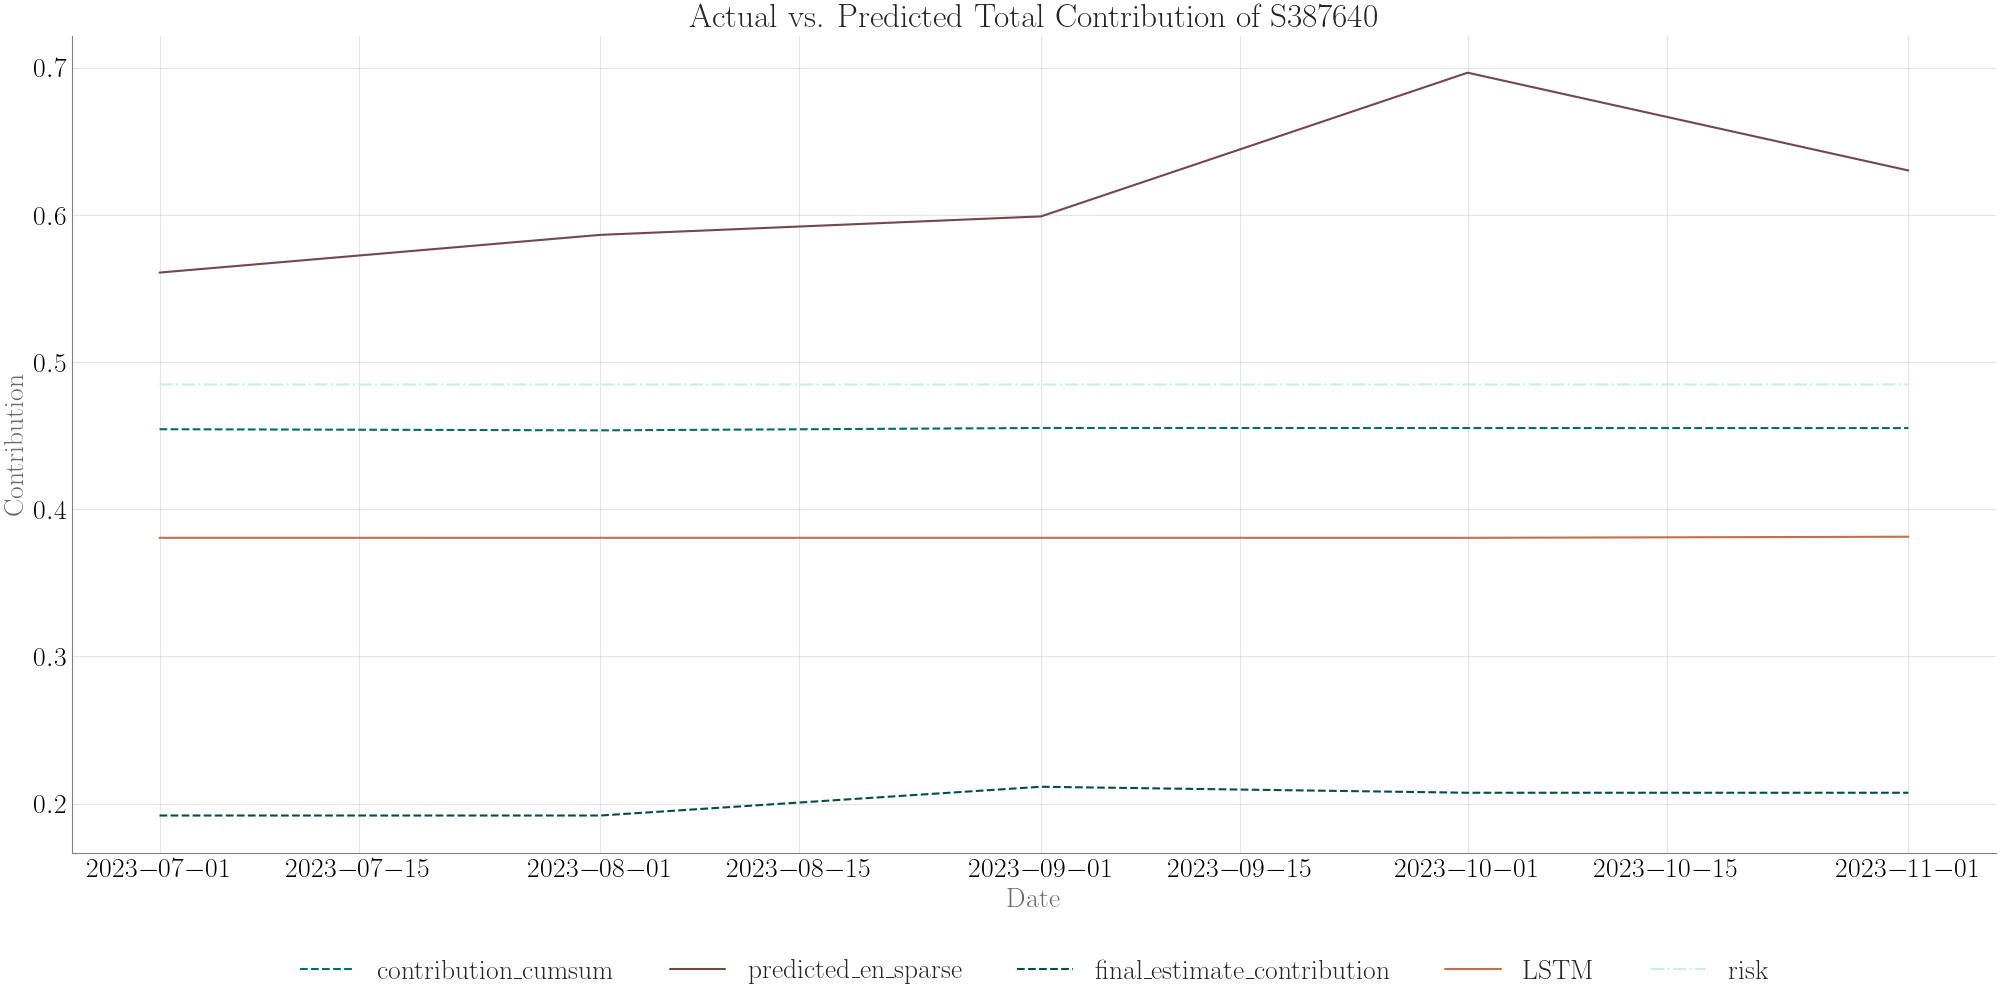 Actual vs. Predicted Total Contribution of S387640
0.7
0.6
0.5
0.4
0.3
0.2
Contribution
2023−07−01 2023−07−15 2023−08−01 2023−08−15 2023−09−01 2023−09−15 2023−10−01 2023−10−15 2023−11−01
Date
contribution_cumsum predicted_en_sparse final_estimate_contribution LSTM risk